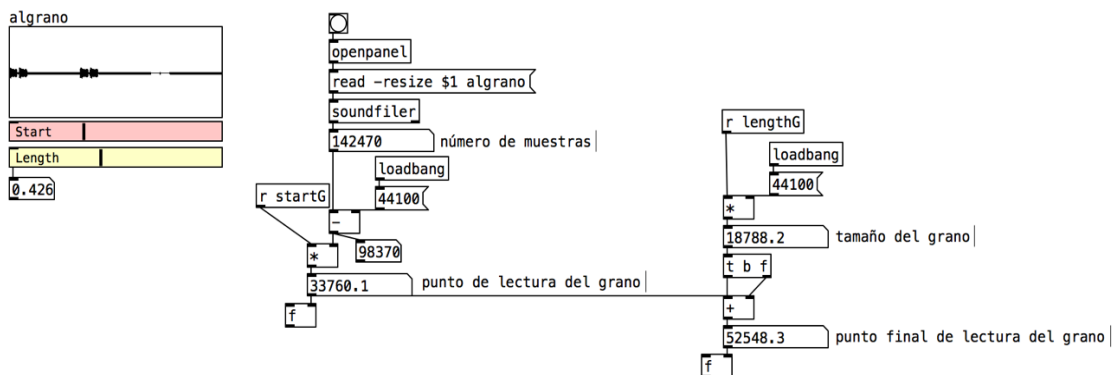 algrano
Start
Length
0.426
openpanel
read -resize $1 algrano
soundfiler
142470 número de muestras
loadbang
r startG
44100
-
98370
*
33760.1 punto de lectura del grano
f
r lengthG
loadbang
44100
*
18788.2 tamaño del grano
t b f
+
52548.3 punto final de lectura del grano
f